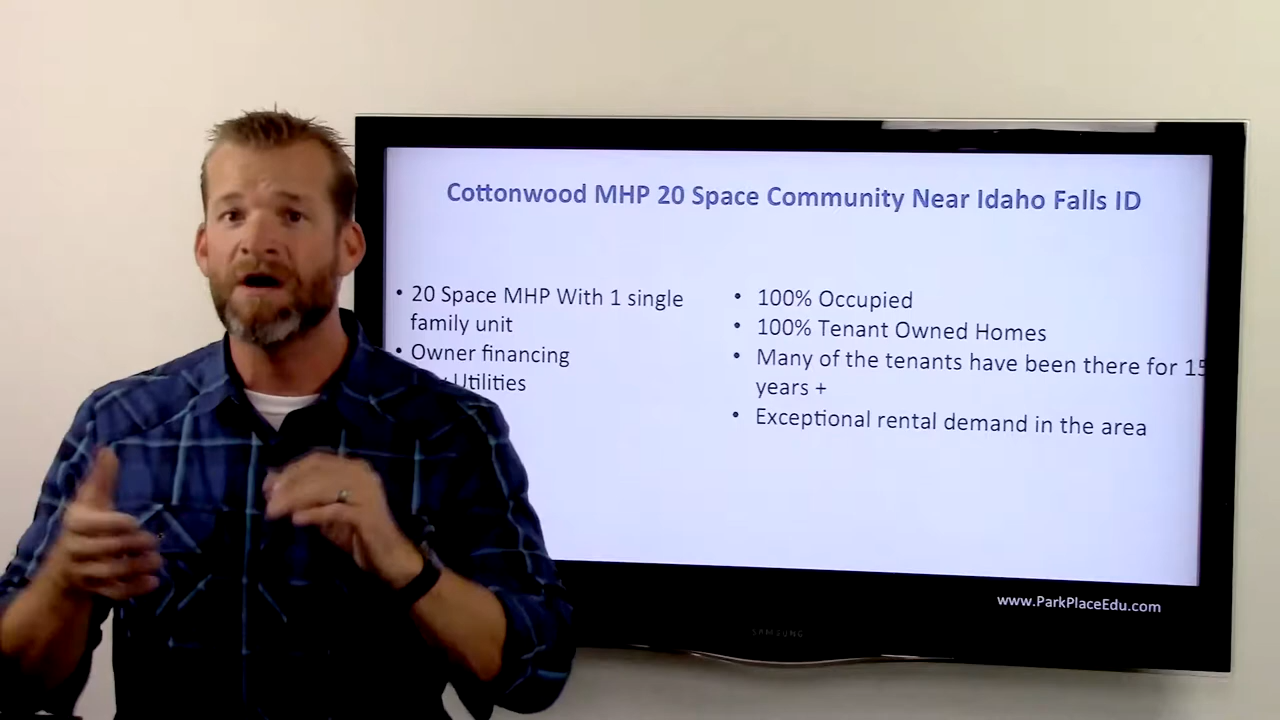 Cottonwood MHP 20 Space Community Near Idaho Falls ID
• 20 Space MHP With 1 single
family unit
• Owner financing
Utilities
• 100% Occupied
• 100% Tenant Owned Homes
• Many of the tenants have been there for 15
years +
• Exceptional rental demand in the area
www.ParkPlaceEdu.com
SAMSUNG